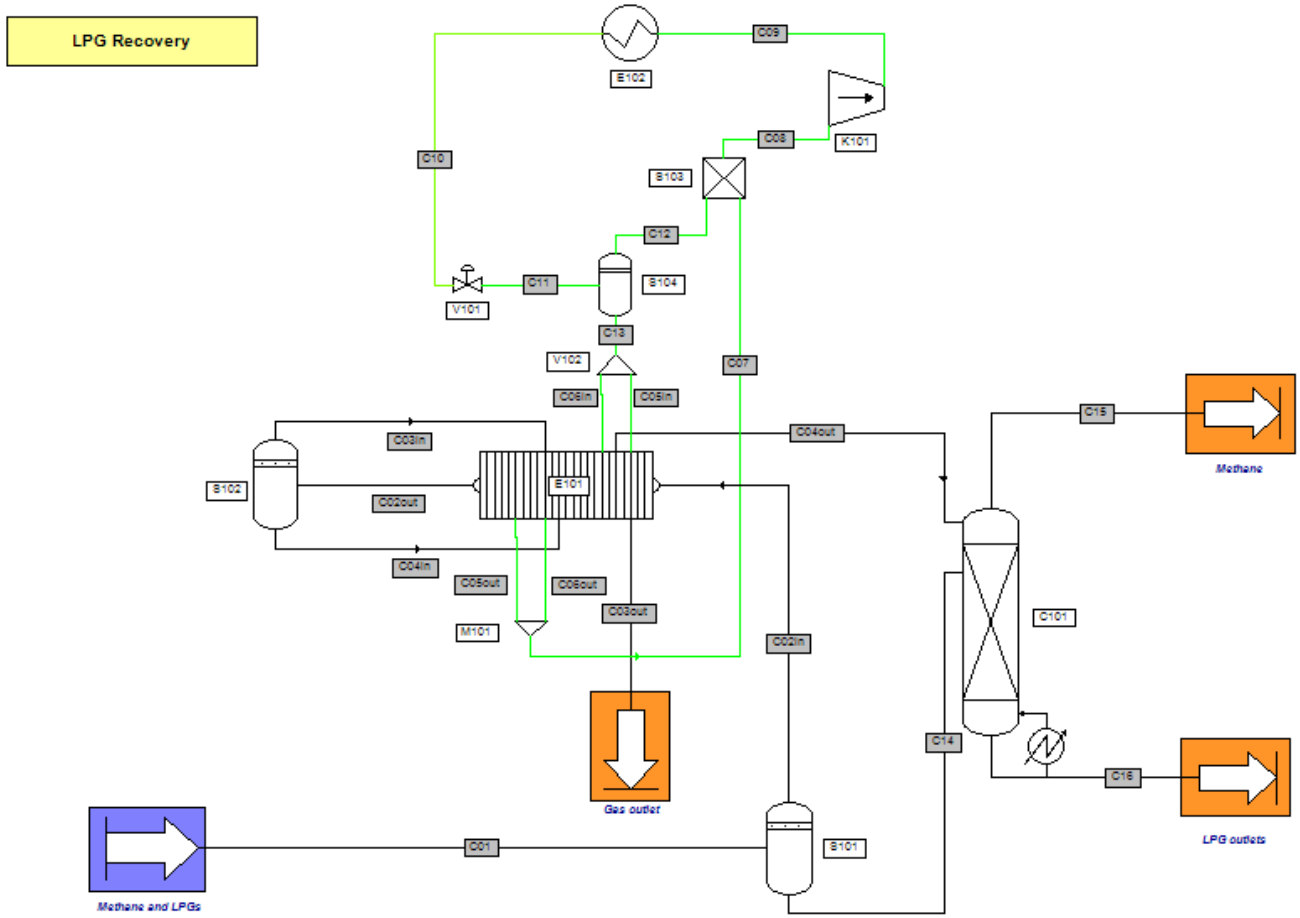 LPG Recovery
C09
E102
C08
K101
C10
S103
C12
C11
S104
V101
C13
V102
C07
C06in
C05in
C15
C03in
C04out
Methane
E101
S102
C02out
C04in
C05out
C06out
C03out
C101
M101
C02in
C14
C16
Gas outlet
LPG outlets
C01
S101
Methane and LPGs